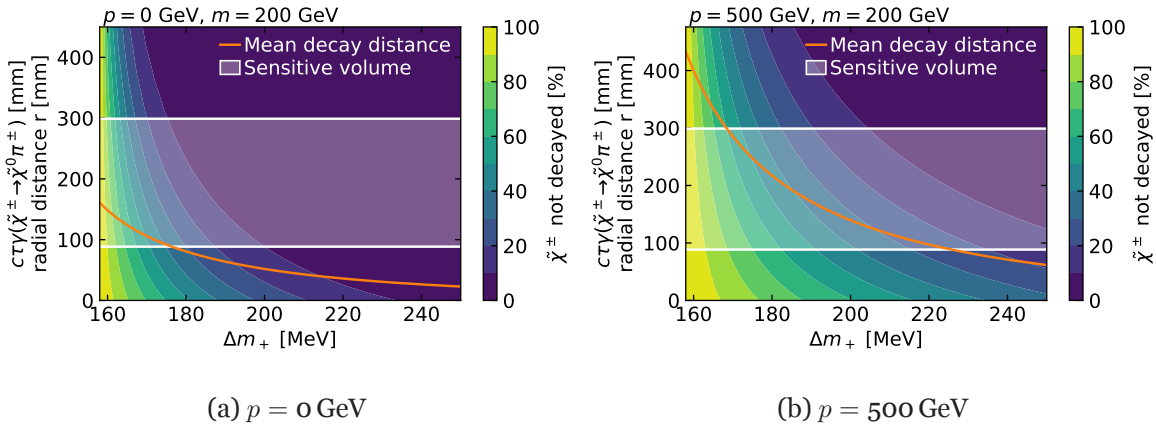 p = 0 GeV, m = 200 GeV
Mean decay distance
Sensitive volume
cτγ(χ̃± → χ̃⁰π±) [mm]
radial distance r [mm]
400
300
200
100
0
160 180 200 220 240
Δm₊ [MeV]
100
80
60
40
20
0
χ̃± not decayed [%]
(a) p = 0 GeV
p = 500 GeV, m = 200 GeV
Mean decay distance
Sensitive volume
cτγ(χ̃± → χ̃⁰π±) [mm]
radial distance r [mm]
400
300
200
100
0
160 180 200 220 240
Δm₊ [MeV]
100
80
60
40
20
0
χ̃± not decayed [%]
(b) p = 500 GeV